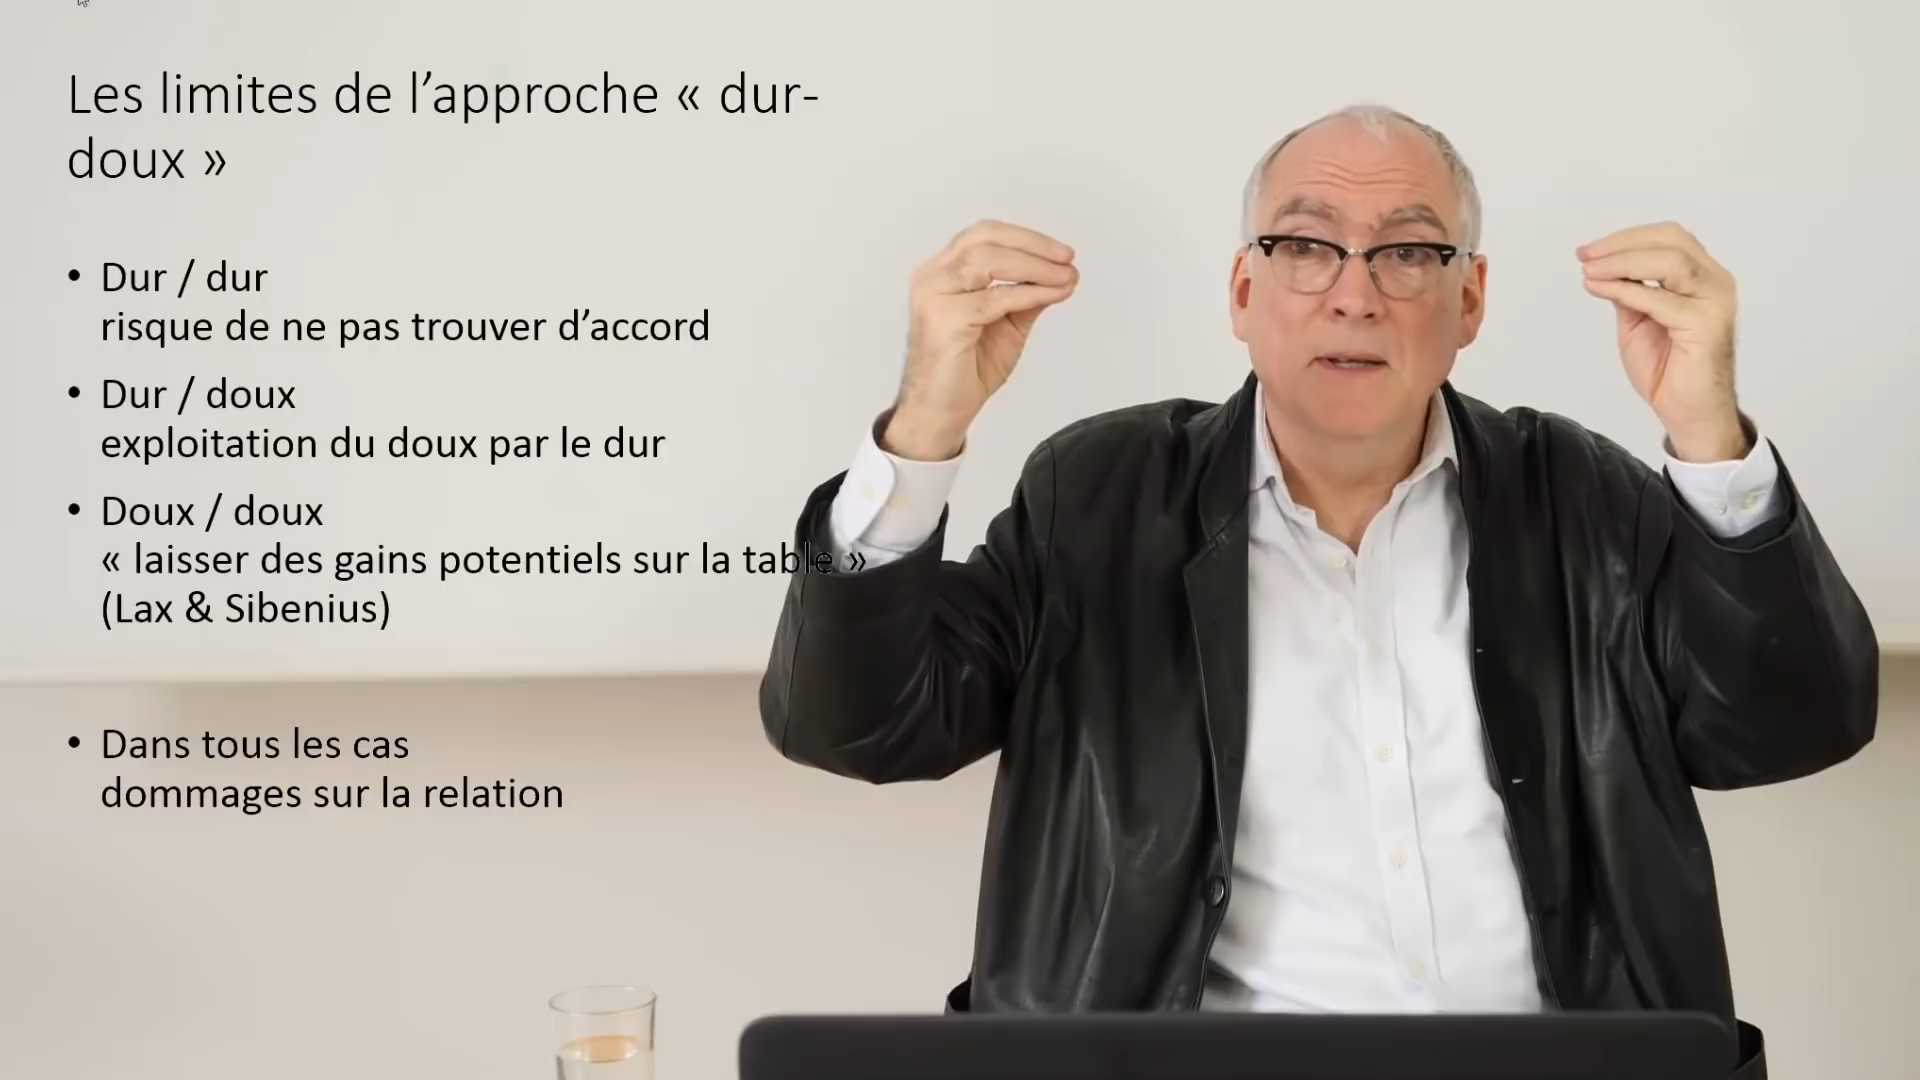 Les limites de l’approche « dur-
doux »
• Dur / dur
risque de ne pas trouver d’accord
• Dur / doux
exploitation du doux par le dur
• Doux / doux
« laisser des gains potentiels sur la table »
(Lax & Sibenius)
• Dans tous les cas
dommages sur la relation